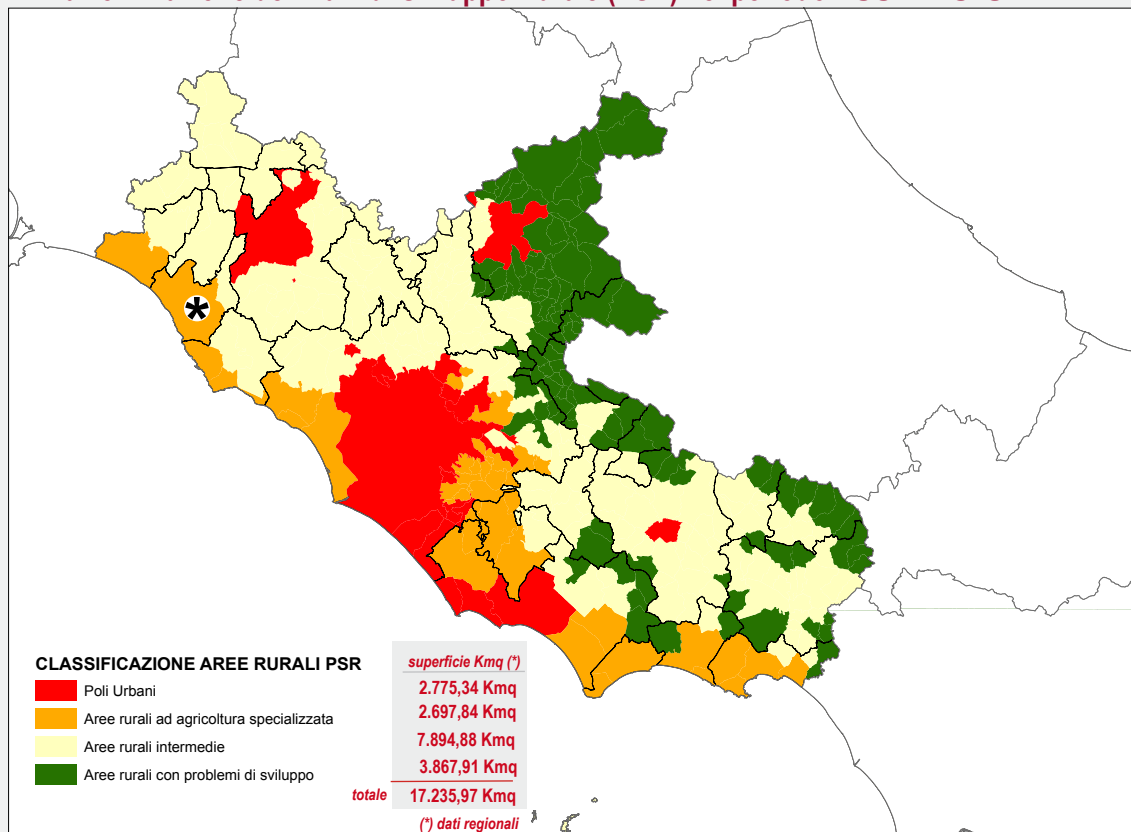 CLASSIFICAZIONE AREE RURALI PSR
superficie Kmq (*)
Poli Urbani
2.775,34 Kmq
Aree rurali ad agricoltura specializzata
2.697,84 Kmq
Aree rurali intermedie
7.894,88 Kmq
Aree rurali con problemi di sviluppo
3.867,91 Kmq
totale 17.235,97 Kmq
(*) dati regionali